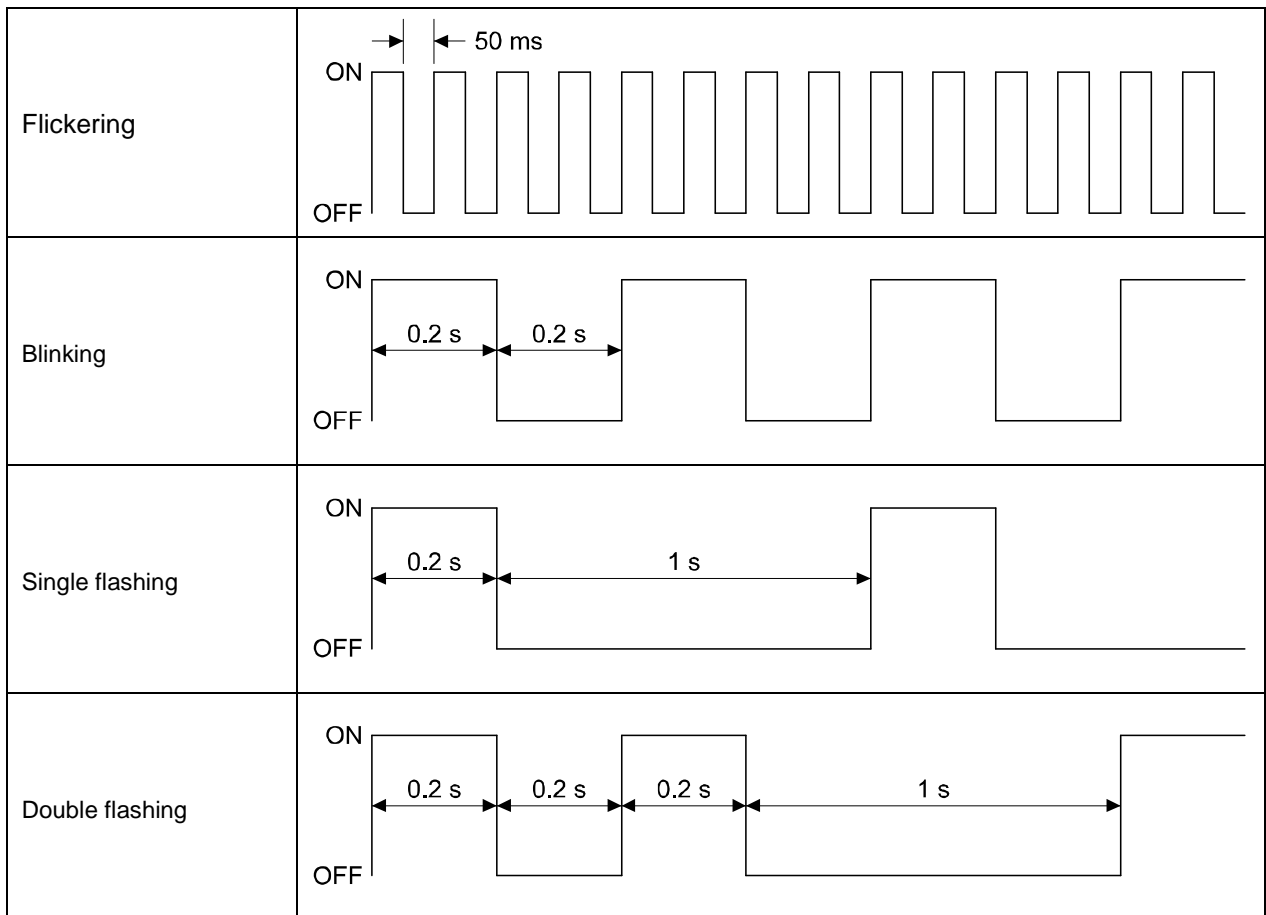 Flickering
50 ms
ON
OFF
Blinking
ON
0.2 s 0.2 s
OFF
Single flashing
ON
0.2 s 1 s
OFF
Double flashing
ON
0.2 s 0.2 s 0.2 s 1 s
OFF